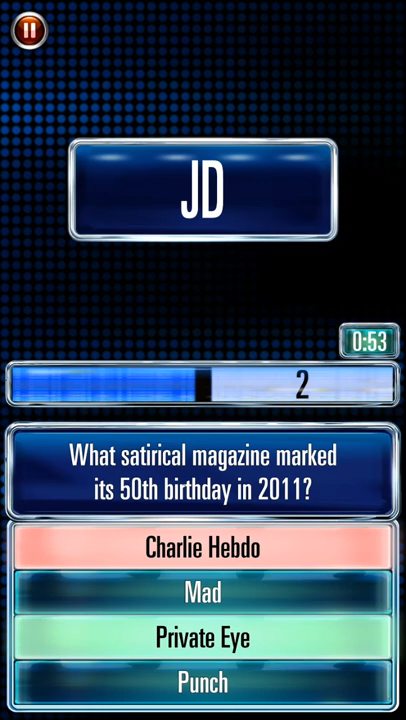 JD
0:53
2
What satirical magazine marked
its 50th birthday in 2011?
Charlie Hebdo
Mad
Private Eye
Punch